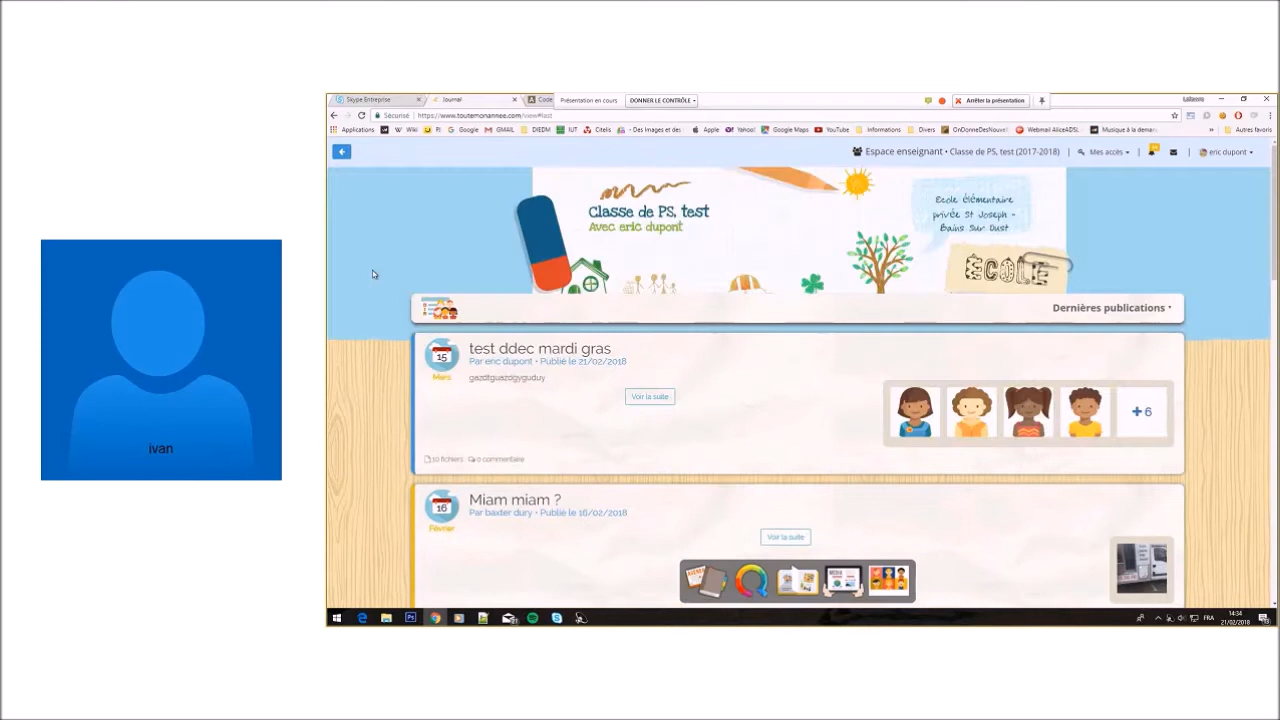 Skype Entreprise
Journal
Code
Présentation en cours
DONNER LE CONTRÔLE
Arrêter la présentation
Sécurisé
https://www.toutemonannee.com/view#last
Applications
Wiki
PI
Google
GMAIL
DIEDM
IUT
Citelis
- Des images et des
Apple
Yahoo!
Google Maps
YouTube
Informations
Divers
OnDonneDesNouvel
Webmail AliceADSL
Musique à la deman
Autres favoris
Espace enseignant • Classe de PS, test (2017-2018)
Mes accès
eric dupont
Classe de PS, test
Avec eric dupont
Ecole élémentaire
privée St Joseph -
Bains Sur Oust
ECOLE
Dernières publications
15
Mars
test ddec mardi gras
Par eric dupont • Publié le 21/02/2018
Voir la suite
+ 6
10 fichiers
0 commentaire
16
Février
Miam miam ?
Par baxter dury • Publié le 16/02/2018
Voir la suite
ivan
FR
14:34
21/02/2018